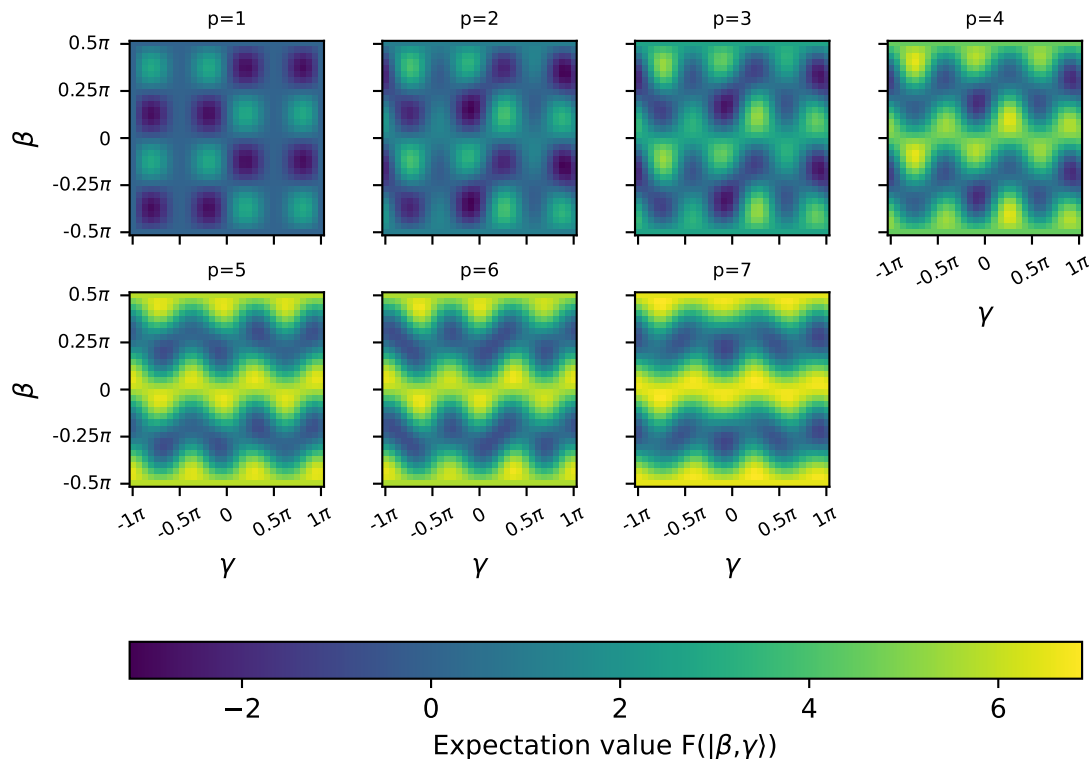 p=1 p=2 p=3 p=4
0.5π
0.25π
0
-0.25π
-0.5π
β
-1π -0.5π 0 0.5π 1π
γ
p=5 p=6 p=7
0.5π
0.25π
0
-0.25π
-0.5π
β
-1π -0.5π 0 0.5π 1π -1π -0.5π 0 0.5π 1π -1π -0.5π 0 0.5π 1π
γ γ γ
−2 0 2 4 6
Expectation value F(|β,γ⟩)